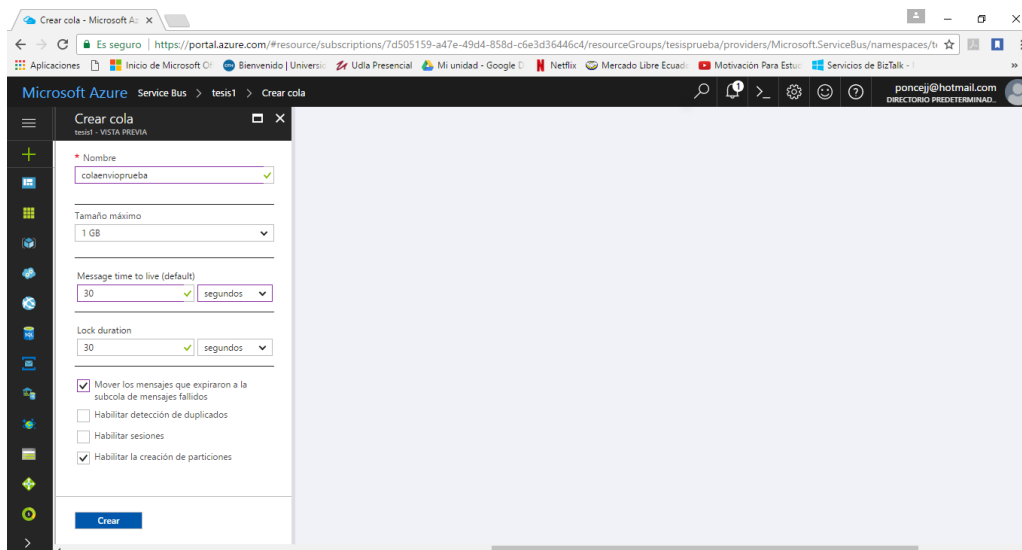 Crear cola - Microsoft Az
Es seguro | https://portal.azure.com/#resource/subscriptions/7d505159-a47e-49d4-858d-c6e3d36446c4/resourceGroups/tesisprueba/providers/Microsoft.ServiceBus/namespaces/t
Aplicaciones Inicio de Microsoft Of Bienvenido | Universi Udla Presencial Mi unidad - Google D Netflix Mercado Libre Ecuad Motivación Para Estu Servicios de BizTalk - »
Microsoft Azure Service Bus > tesis1 > Crear cola
poncejj@hotmail.com
DIRECTORIO PREDETERMINAD...
Crear cola
tesis1 - VISTA PREVIA
* Nombre
colaenvioprueba
Tamaño máximo
1 GB
Message time to live (default)
30 segundos
Lock duration
30 segundos
Mover los mensajes que expiraron a la
subcola de mensajes fallidos
Habilitar detección de duplicados
Habilitar sesiones
Habilitar la creación de particiones
Crear